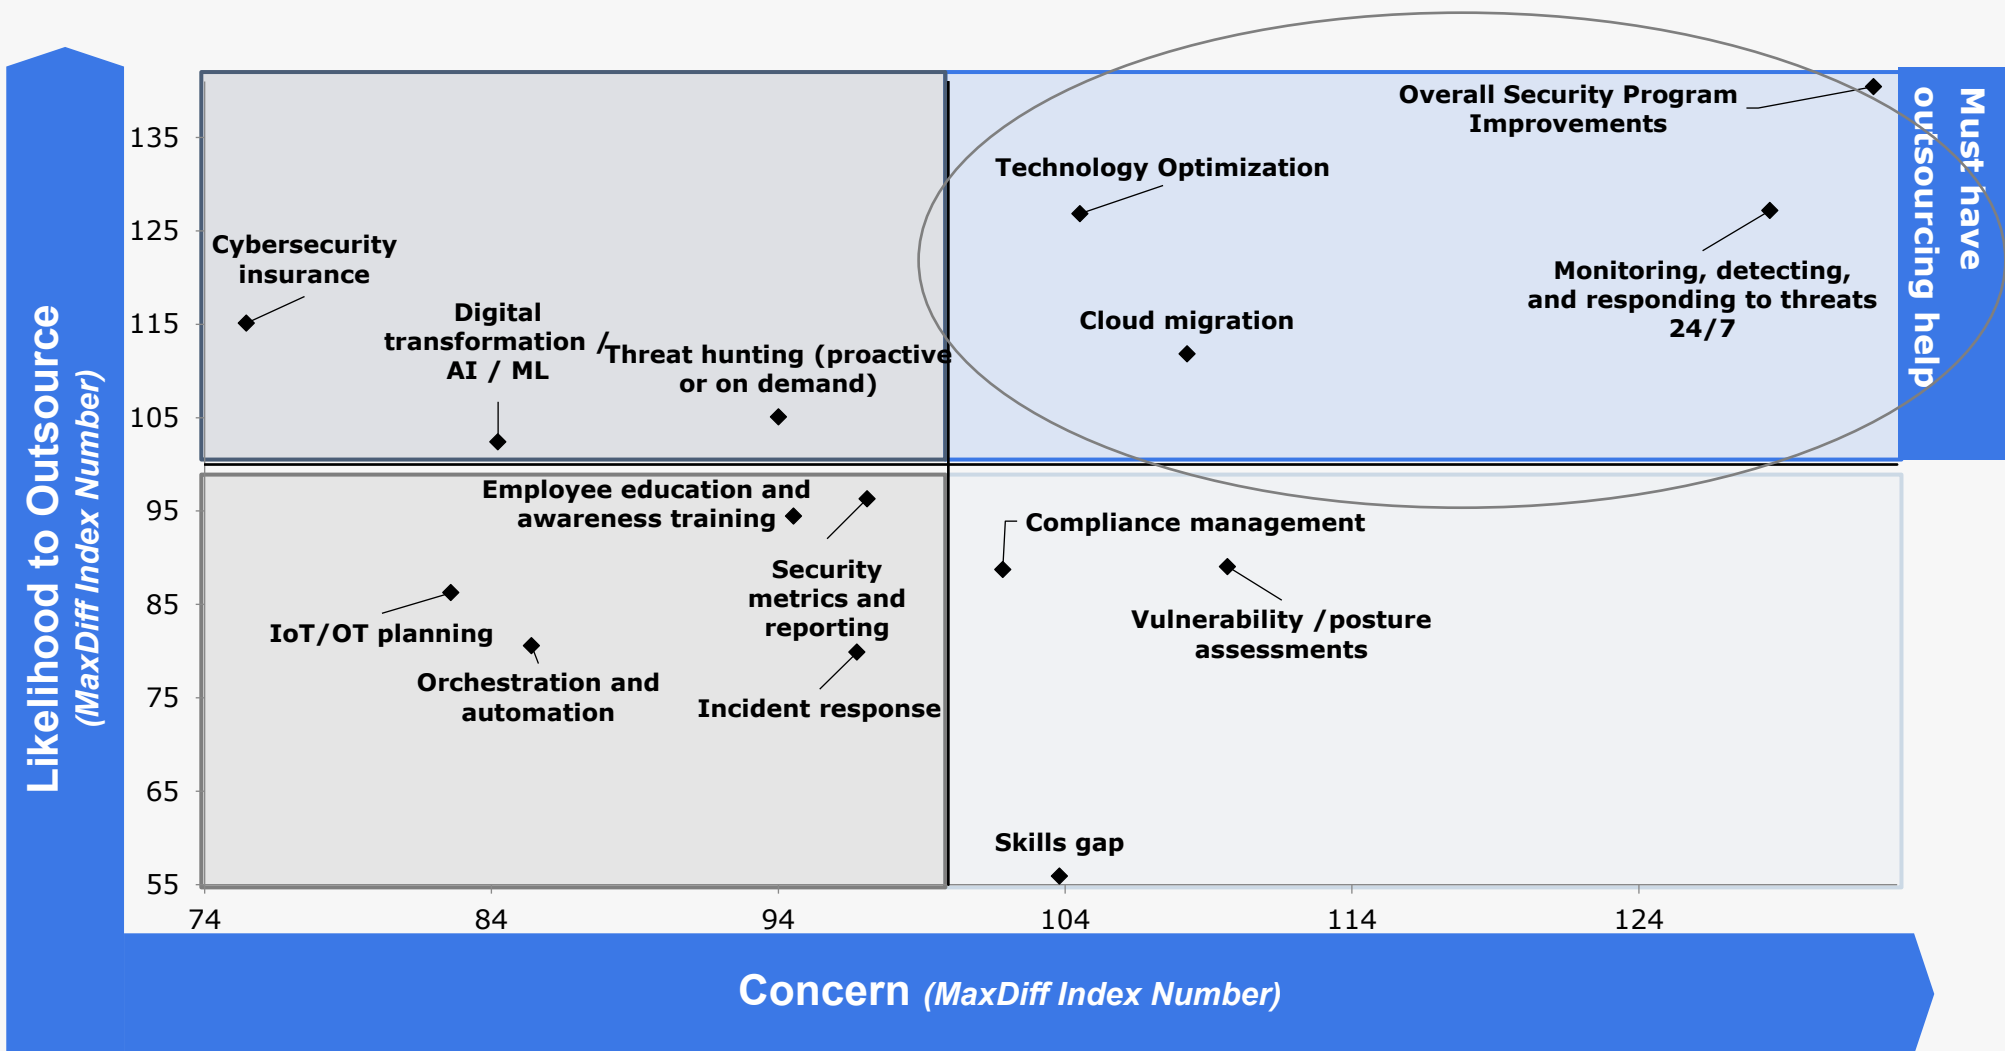 Likelihood to Outsource
(MaxDiff Index Number)
135
125
115
105
95
85
75
65
55
Cybersecurity
insurance
Digital
transformation /
AI / ML
Threat hunting (proactive
or on demand)
Overall Security Program
Improvements
Technology Optimization
Cloud migration
Monitoring, detecting,
and responding to threats
24/7
Must have
outsourcing help
Employee education and
awareness training
Security
metrics and
reporting
IoT/OT planning
Orchestration and
automation
Incident response
Compliance management
Vulnerability /posture
assessments
Skills gap
74
84
94
104
114
124
Concern (MaxDiff Index Number)